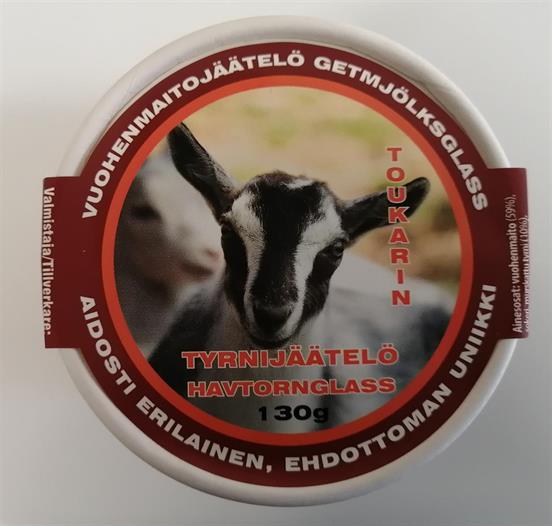 VUOHENMAITOJÄÄTELÖ GETMJÖLKSGLASS
TOUKARIN
TYRNIJÄÄTELÖ
HAVTORNGLASS
130g
AIDOSTI ERILAINEN, EHDOTTOMAN UNIIKKI
Valmistaja/Tillverkare:
Ainesosat: vuohenmaito (59%),